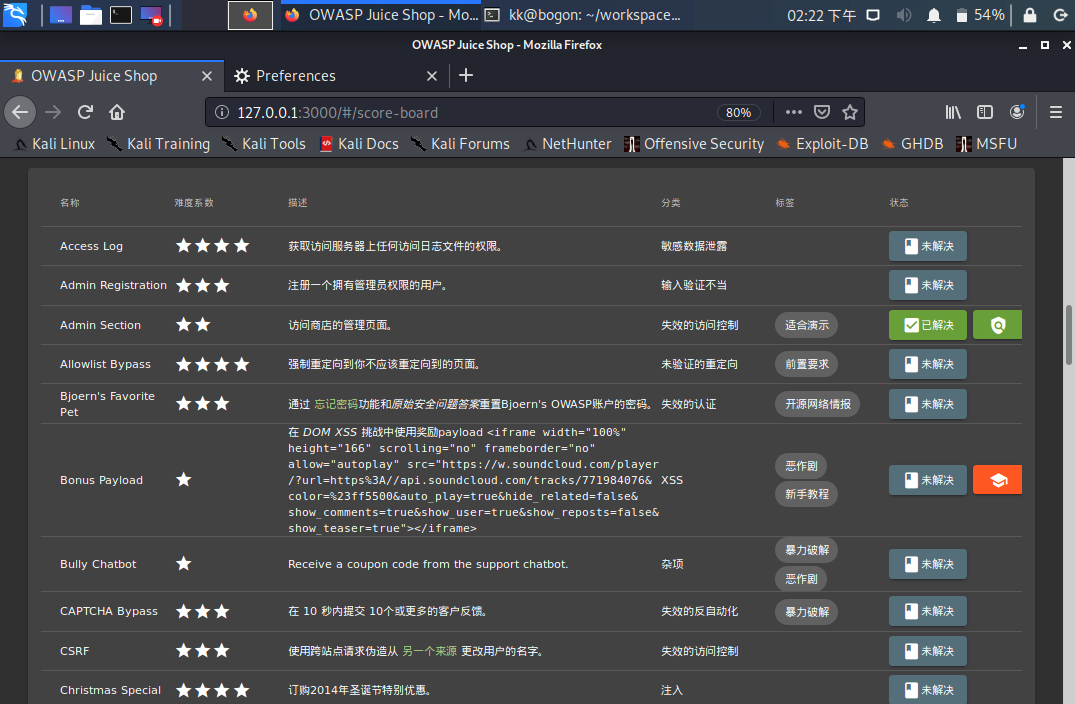 OWASP Juice Shop - Mo...
kk@bogon: ~/workspace...
02:22 下午
54%
OWASP Juice Shop - Mozilla Firefox
OWASP Juice Shop
Preferences
127.0.0.1:3000/#/score-board
80%
Kali Linux
Kali Training
Kali Tools
Kali Docs
Kali Forums
NetHunter
Offensive Security
Exploit-DB
GHDB
MSFU
名称 难度系数 描述 分类 标签 状态
Access Log 获取访问服务器上任何访问日志文件的权限。 敏感数据泄露 未解决
Admin Registration 注册一个拥有管理员权限的用户。 输入验证不当 未解决
Admin Section 访问商店的管理页面。 失效的访问控制 适合演示 已解决
Allowlist Bypass 强制重定向到你不应该重定向到的页面。 未验证的重定向 前置要求 未解决
Bjoern's Favorite
Pet
通过 忘记密码功能和原始安全问题答案重置Bjoern's OWASP账户的密码。 失效的认证 开源网络情报 未解决
Bonus Payload
在 DOM XSS 挑战中使用奖励payload <iframe width="100%"
height="166" scrolling="no" frameborder="no"
allow="autoplay" src="https://w.soundcloud.com/player
/?url=https%3A//api.soundcloud.com/tracks/771984076&
color=%23ff5500&auto_play=true&hide_related=false&
show_comments=true&show_user=true&show_reposts=false&
show_teaser=true"></iframe>
XSS
恶作剧
新手教程
未解决
Bully Chatbot Receive a coupon code from the support chatbot. 杂项
暴力破解
恶作剧
未解决
CAPTCHA Bypass 在 10 秒内提交 10个或更多的客户反馈。 失效的反自动化 暴力破解 未解决
CSRF 使用跨站点请求伪造从 另一个来源 更改用户的名字。 失效的访问控制 未解决
Christmas Special 订购2014年圣诞节特别优惠。 注入 未解决